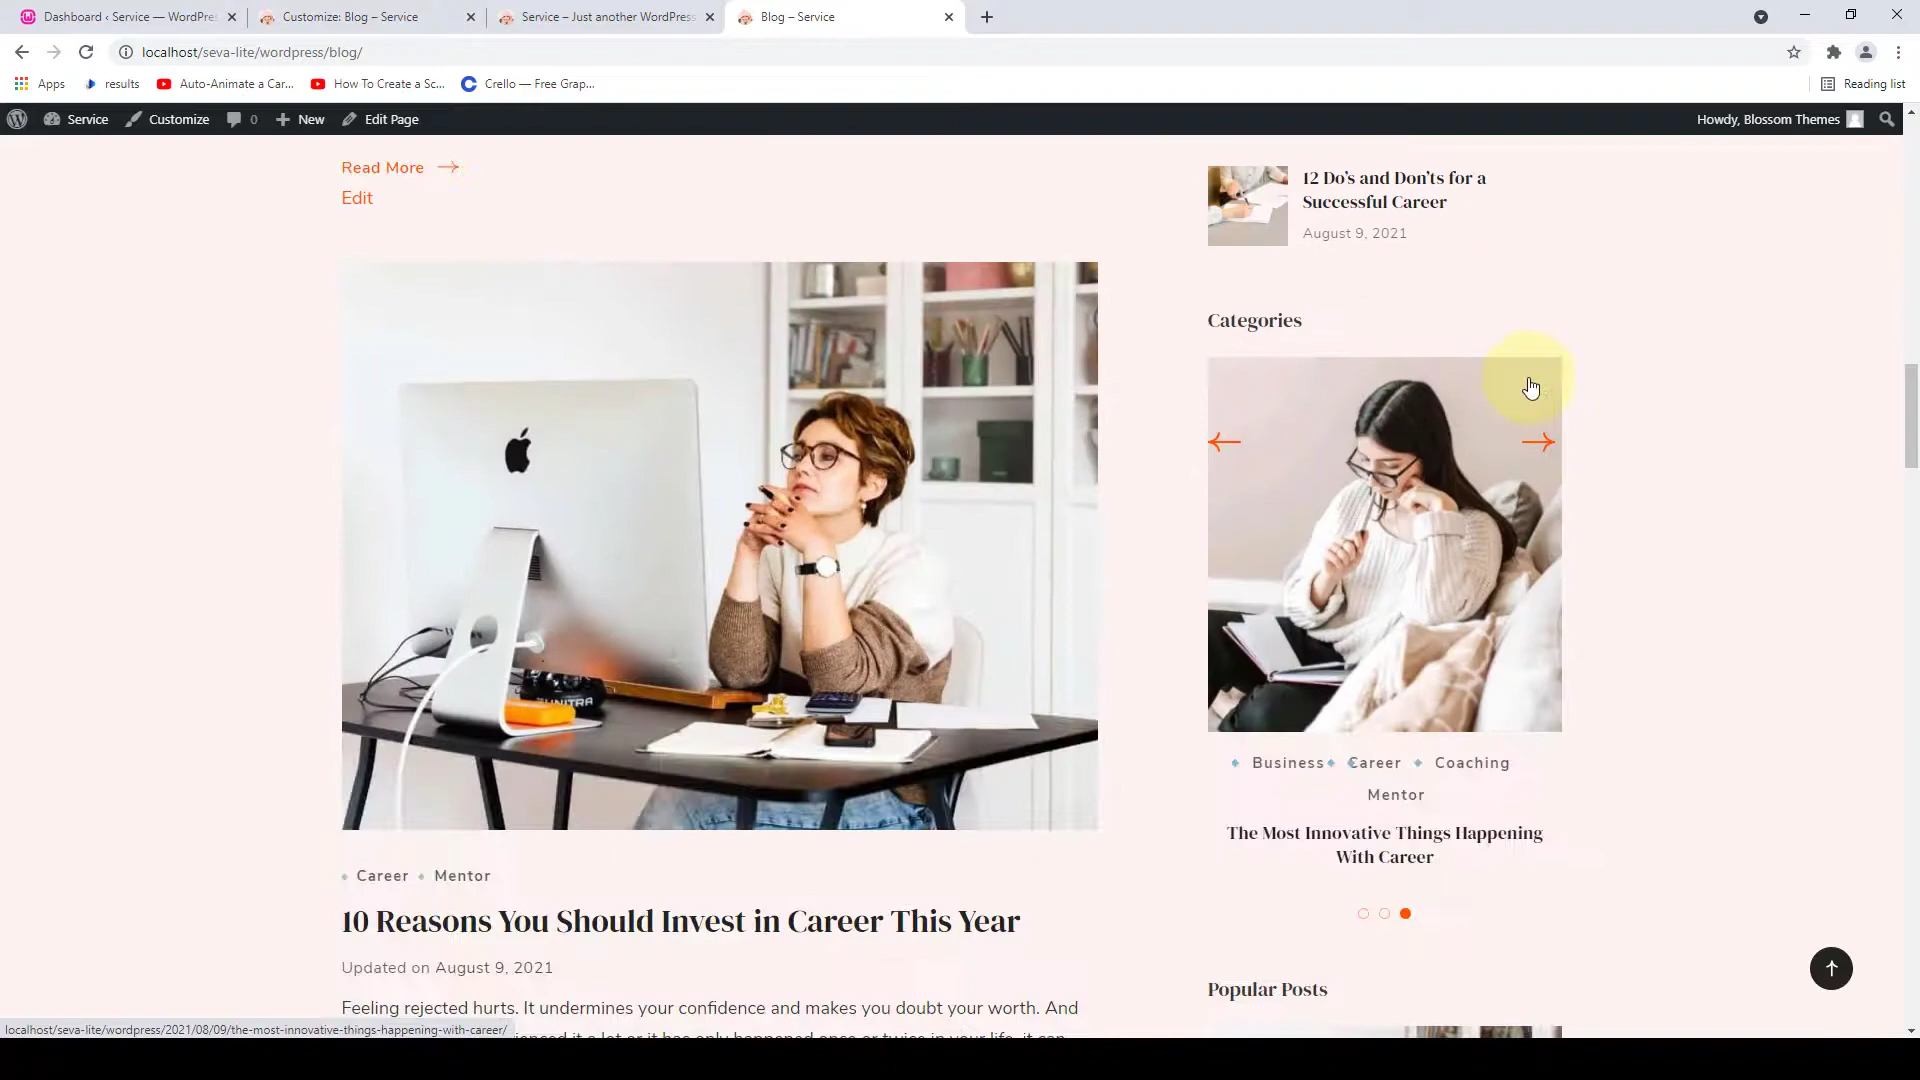 Dashboard ‹ Service — WordPres
Customize: Blog – Service
Service – Just another WordPress
Blog – Service
localhost/seva-lite/wordpress/blog/
Apps
results
Auto-Animate a Car...
How To Create a Sc...
Crello — Free Grap...
Reading list
Service
Customize
0
New
Edit Page
Howdy, Blossom Themes
Read More
Edit
12 Do's and Don'ts for a
Successful Career
August 9, 2021
Categories
Business Career Coaching
Mentor
The Most Innovative Things Happening
With Career
Career Mentor
10 Reasons You Should Invest in Career This Year
Updated on August 9, 2021
Feeling rejected hurts. It undermines your confidence and makes you doubt your worth. And
Popular Posts
localhost/seva-lite/wordpress/2021/08/09/the-most-innovative-things-happening-with-career/